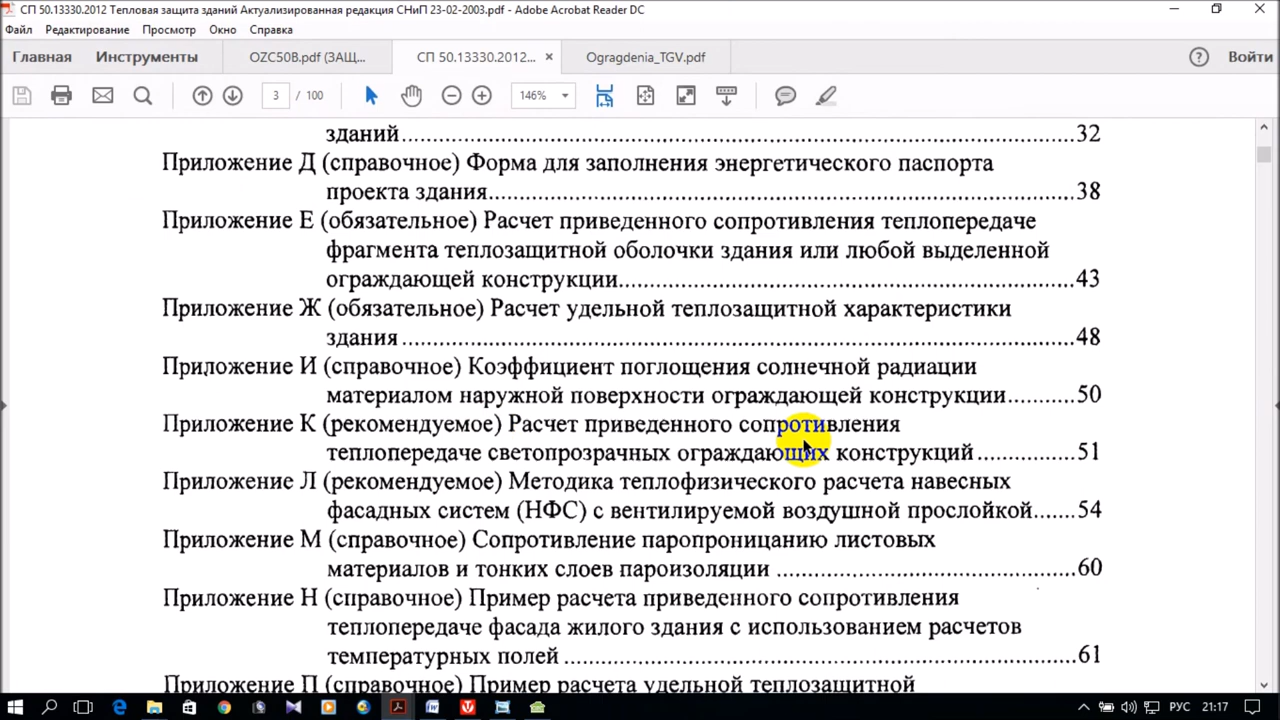 СП 50.13330.2012 Тепловая защита зданий Актуализированная редакция СНиП 23-02-2003.pdf - Adobe Acrobat Reader DC
Файл Редактирование Просмотр Окно Справка
Главная Инструменты OZC50B.pdf (ЗАЩ... СП 50.13330.2012... × Ogragdenia_TGV.pdf Войти
3 / 100 146%
зданий........32
Приложение Д (справочное) Форма для заполнения энергетического паспорта
проекта здания........38
Приложение Е (обязательное) Расчет приведенного сопротивления теплопередаче
фрагмента теплозащитной оболочки здания или любой выделенной
ограждающей конструкции........43
Приложение Ж (обязательное) Расчет удельной теплозащитной характеристики
здания........48
Приложение И (справочное) Коэффициент поглощения солнечной радиации
материалом наружной поверхности ограждающей конструкции........50
Приложение К (рекомендуемое) Расчет приведенного сопротивления
теплопередаче светопрозрачных ограждающих конструкций........51
Приложение Л (рекомендуемое) Методика теплофизического расчета навесных
фасадных систем (НФС) с вентилируемой воздушной прослойкой.......54
Приложение М (справочное) Сопротивление паропроницанию листовых
материалов и тонких слоев пароизоляции ........60
Приложение Н (справочное) Пример расчета приведенного сопротивления
теплопередаче фасада жилого здания с использованием расчетов
температурных полей ........61
Приложение П (справочное) Пример расчета удельной теплозащитной
РУС 21:17